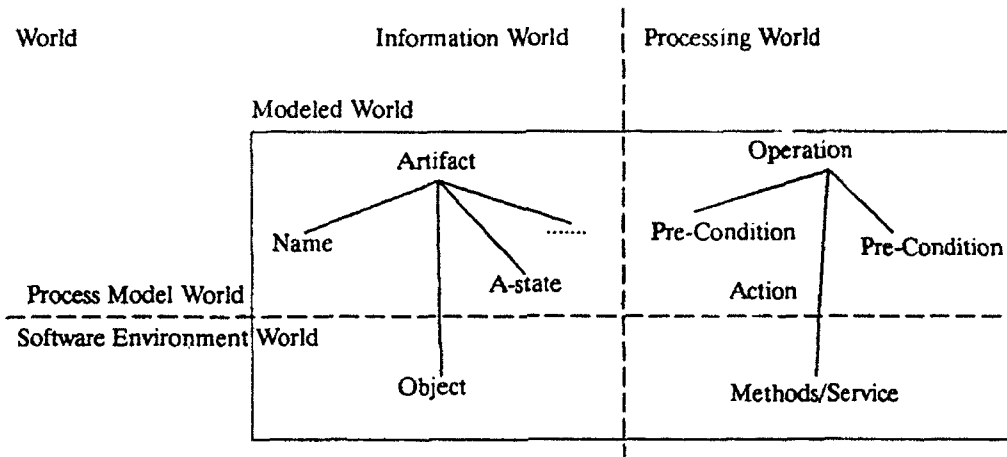 World
Information World
Processing World
Modeled World
Artifact
Operation
Name
........
Pre-Condition
Pre-Condition
A-state
Process Model World
Action
Software Environment World
Object
Methods/Service